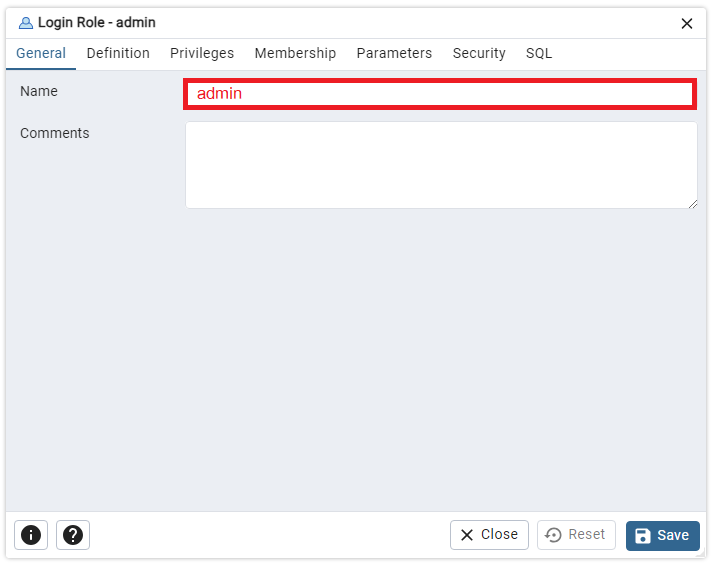 Login Role - admin
General Definition Privileges Membership Parameters Security SQL
Name admin
Comments
Close Reset Save